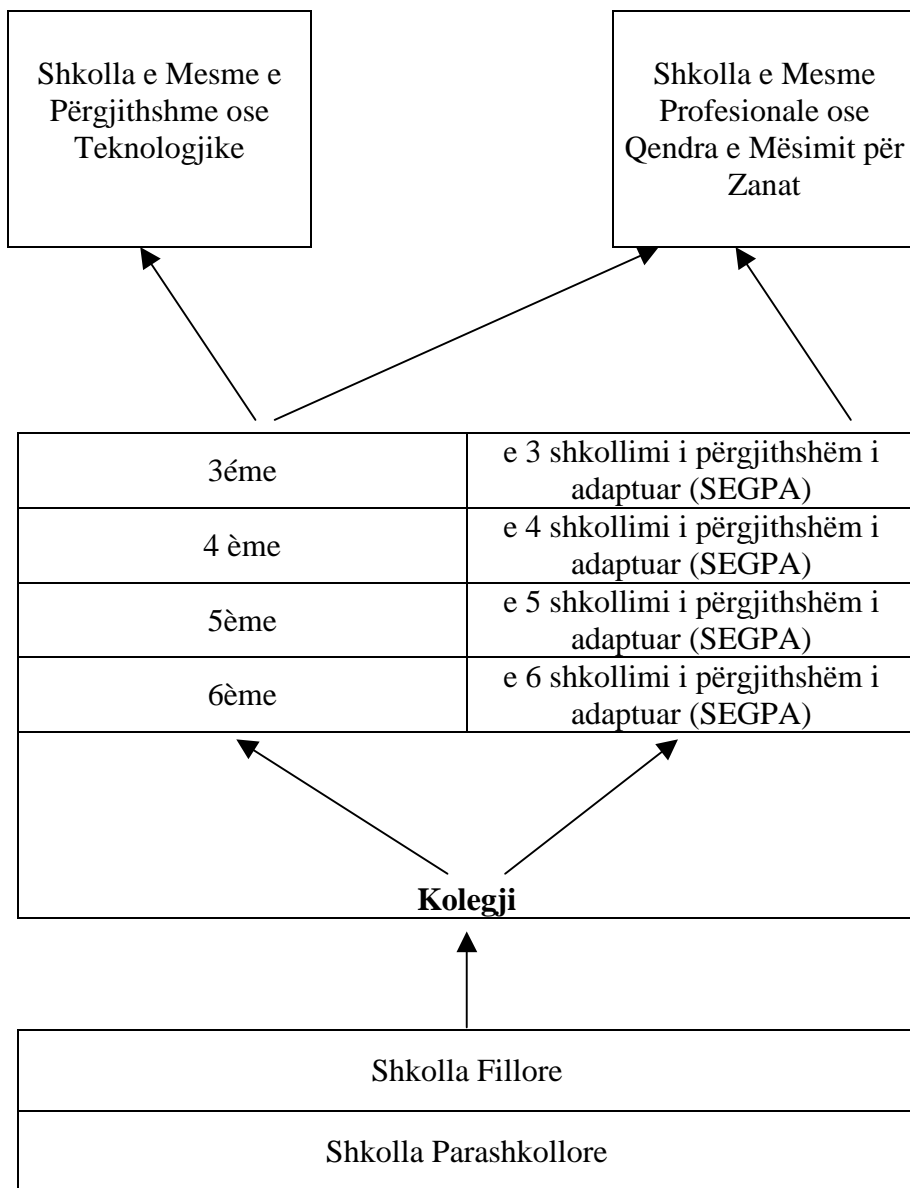 Shkolla e Mesme e
Përgjithshme ose
Teknologjike
Shkolla e Mesme
Profesionale ose
Qendra e Mësimit për
Zanat
3éme
e 3 shkollimi i përgjithshëm i
adaptuar (SEGPA)
4 ème
e 4 shkollimi i përgjithshëm i
adaptuar (SEGPA)
5ème
e 5 shkollimi i përgjithshëm i
adaptuar (SEGPA)
6ème
e 6 shkollimi i përgjithshëm i
adaptuar (SEGPA)
Kolegji
Shkolla Fillore
Shkolla Parashkollore